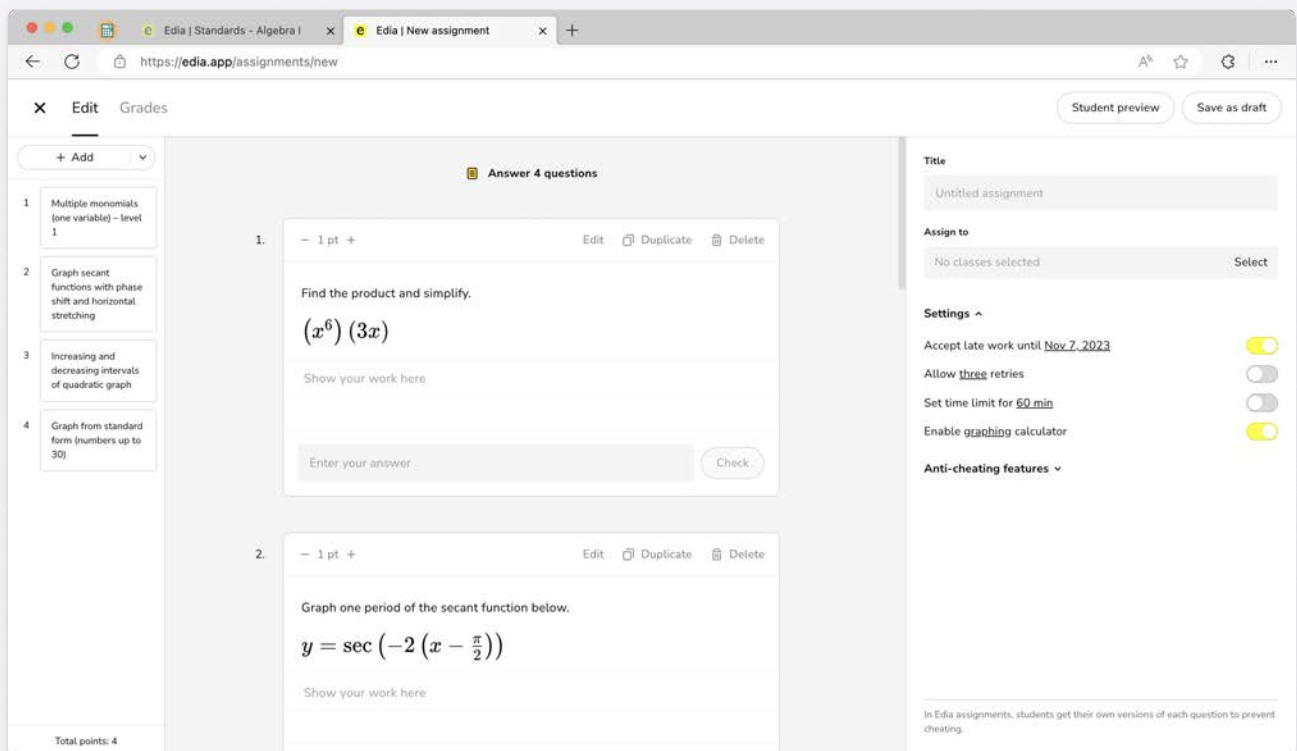 Edia | Standards - Algebra I
Edia | New assignment
https://edia.app/assignments/new
Edit Grades
Student preview Save as draft
+ Add
1 Multiple monomials
(one variable) – level
1
2 Graph secant
functions with phase
shift and horizontal
stretching
3 Increasing and
decreasing intervals
of quadratic graph
4 Graph from standard
form (numbers up to
30)
Total points: 4
Answer 4 questions
1. − 1 pt + Edit Duplicate Delete
Find the product and simplify.
(x⁶) (3x)
Show your work here
Enter your answer Check
2. − 1 pt + Edit Duplicate Delete
Graph one period of the secant function below.
y = sec (−2 (x − π/2))
Show your work here
Title
Untitled assignment
Assign to
No classes selected Select
Settings
Accept late work until Nov 7, 2023
Allow three retries
Set time limit for 60 min
Enable graphing calculator
Anti-cheating features
In Edia assignments, students get their own versions of each question to prevent
cheating.